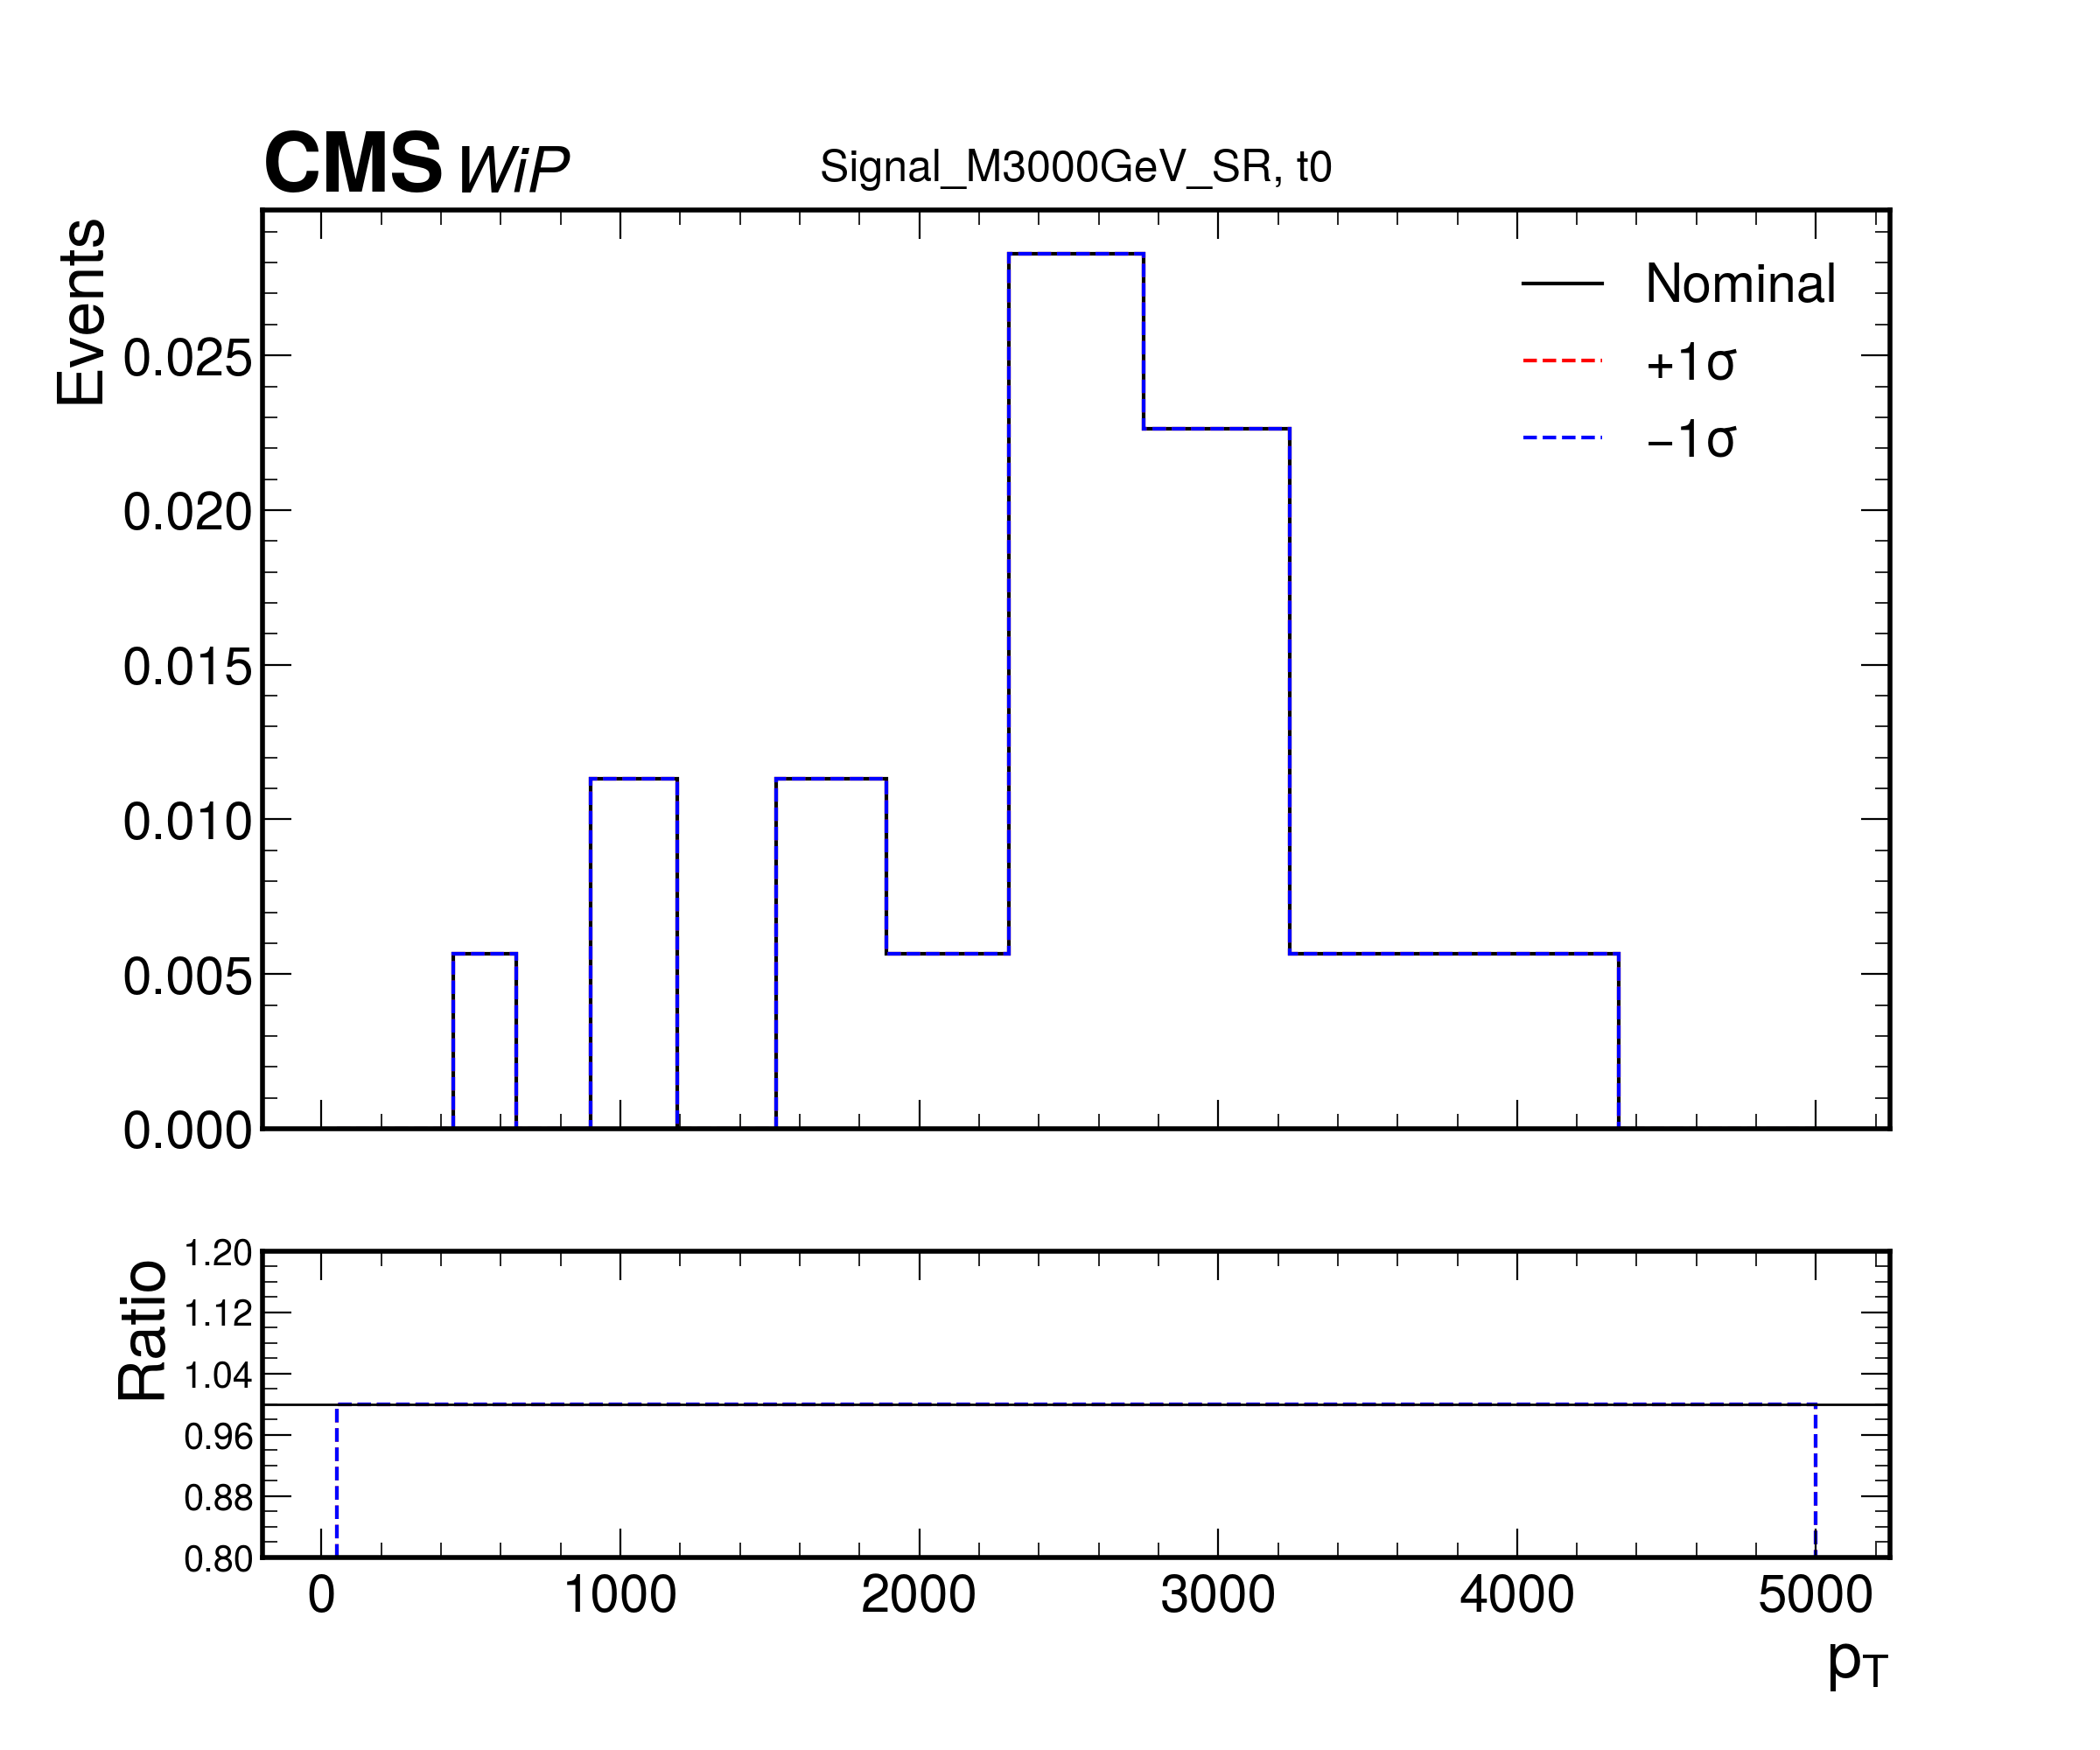 CMS WiP
Signal_M3000GeV_SR, t0
Events
Nominal
+1σ
−1σ
0.025
0.020
0.015
0.010
0.005
0.000
Ratio
1.20
1.12
1.04
0.96
0.88
0.80
0 1000 2000 3000 4000 5000
pT